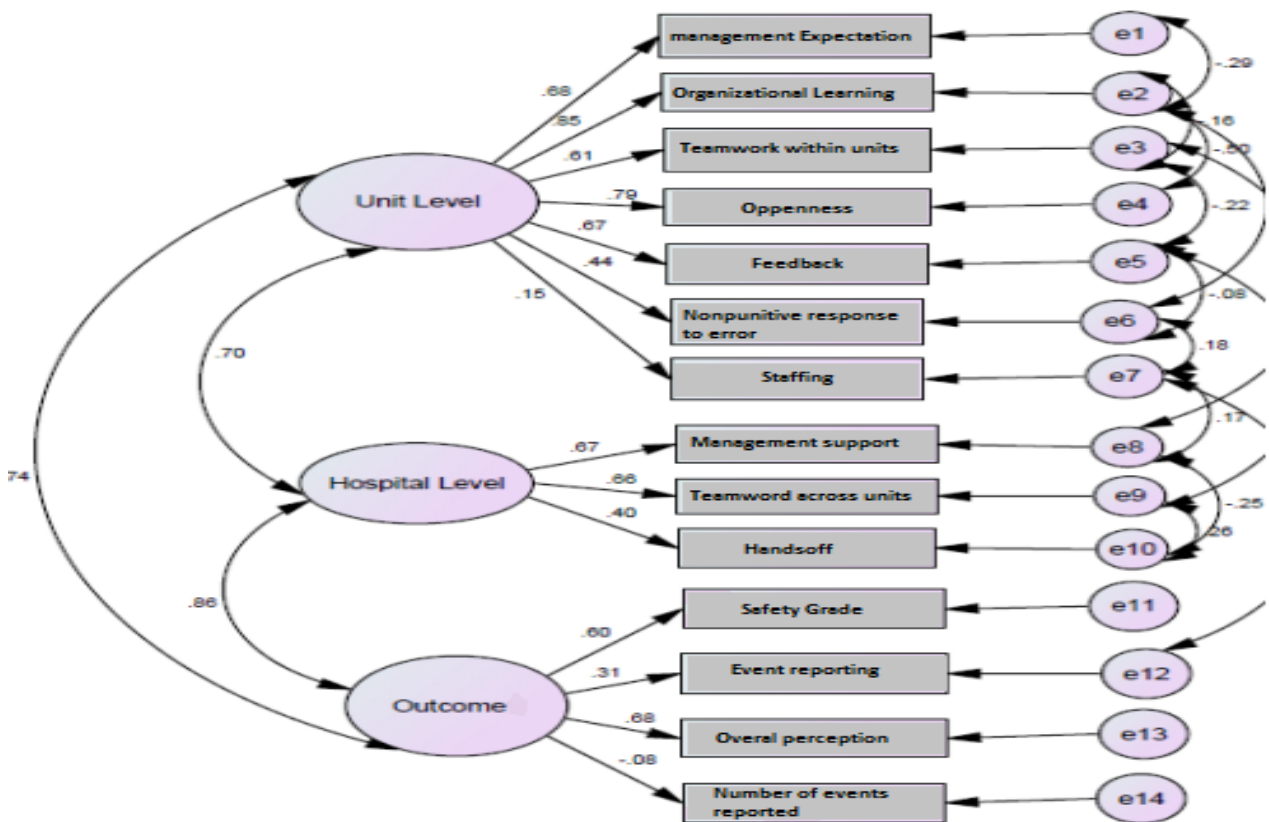 management Expectation
e1
-.29
.68
Organizational Learning
e2
.85
-.16
Teamwork within units
e3
-.50
.61
Unit Level
.79
Oppenness
e4
-.22
.67
Feedback
e5
.44
-.08
Nonpunitive response
to error
e6
.15
.18
.70
Staffing
e7
.17
.67
Management support
e8
74
Hospital Level
.66
Teamword across units
e9
-.25
.40
Handsoff
e10
.26
.86
Safety Grade
e11
.60
.31
Event reporting
e12
Outcome
.68
Overal perception
e13
-.08
Number of events
reported
e14